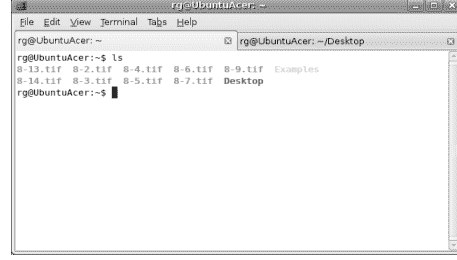 rg@UbuntuAcer: ~
File Edit View Terminal Tabs Help
rg@UbuntuAcer: ~ rg@UbuntuAcer: ~/Desktop
rg@UbuntuAcer:~$ ls
8-13.tif 8-2.tif 8-4.tif 8-6.tif 8-9.tif Examples
8-14.tif 8-3.tif 8-5.tif 8-7.tif Desktop
rg@UbuntuAcer:~$